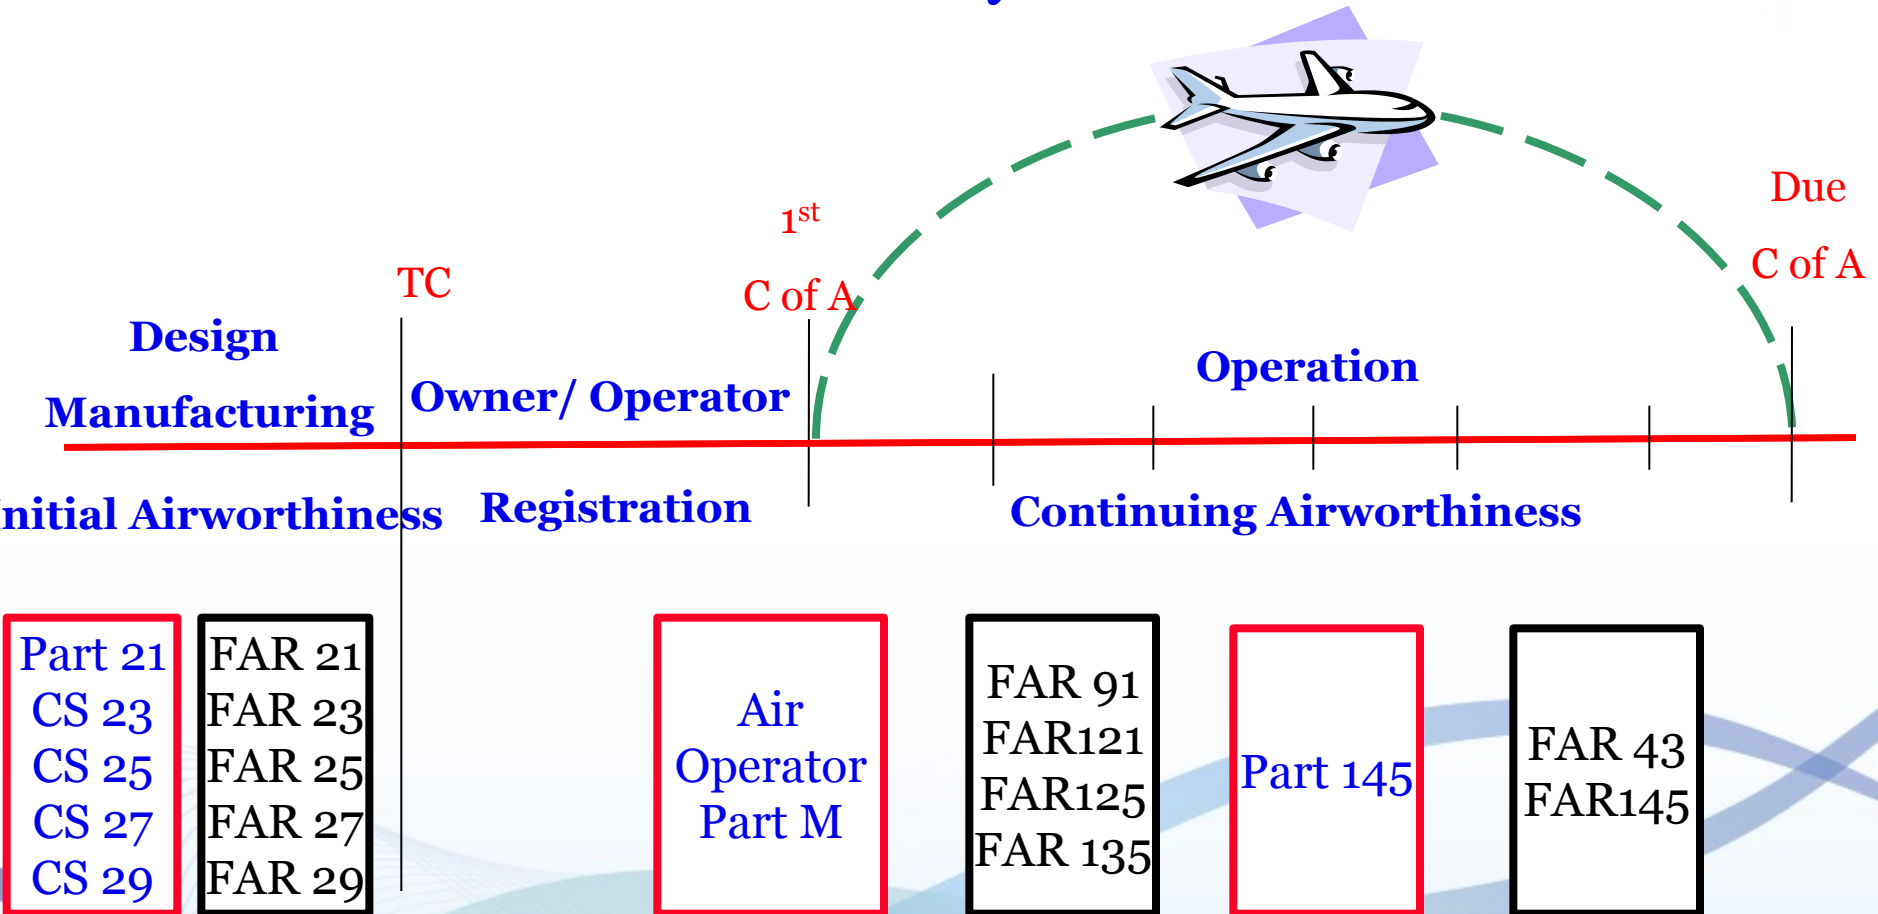 1st
C of A
Due
C of A
TC
Design
Manufacturing
Owner/ Operator
Operation
nitial Airworthiness
Registration
Continuing Airworthiness
Part 21
CS 23
CS 25
CS 27
CS 29
FAR 21
FAR 23
FAR 25
FAR 27
FAR 29
Air
Operator
Part M
FAR 91
FAR121
FAR125
FAR 135
Part 145
FAR 43
FAR145